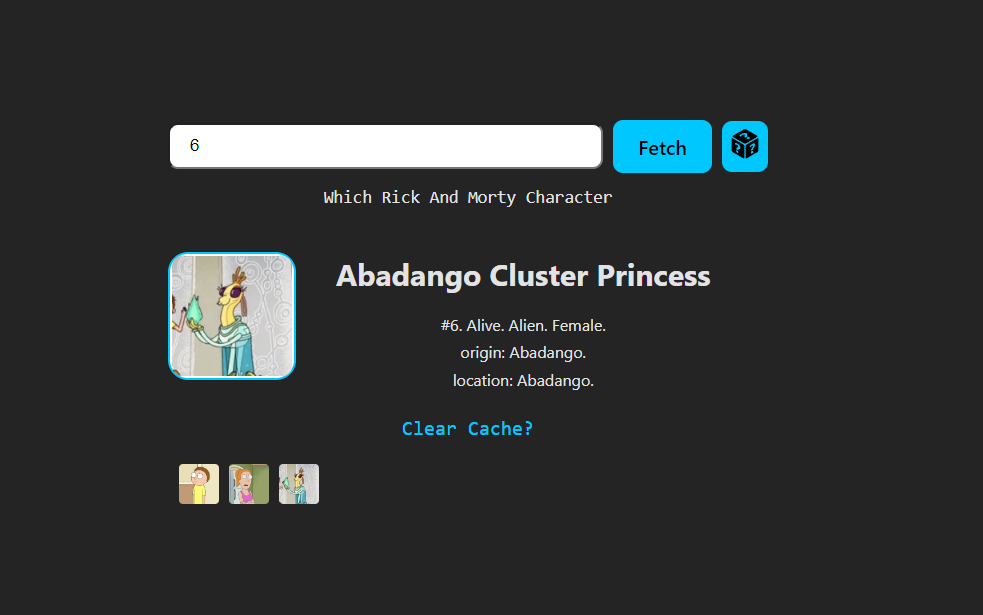 6
Fetch
Which Rick And Morty Character
Abadango Cluster Princess
#6. Alive. Alien. Female.
origin: Abadango.
location: Abadango.
Clear Cache?